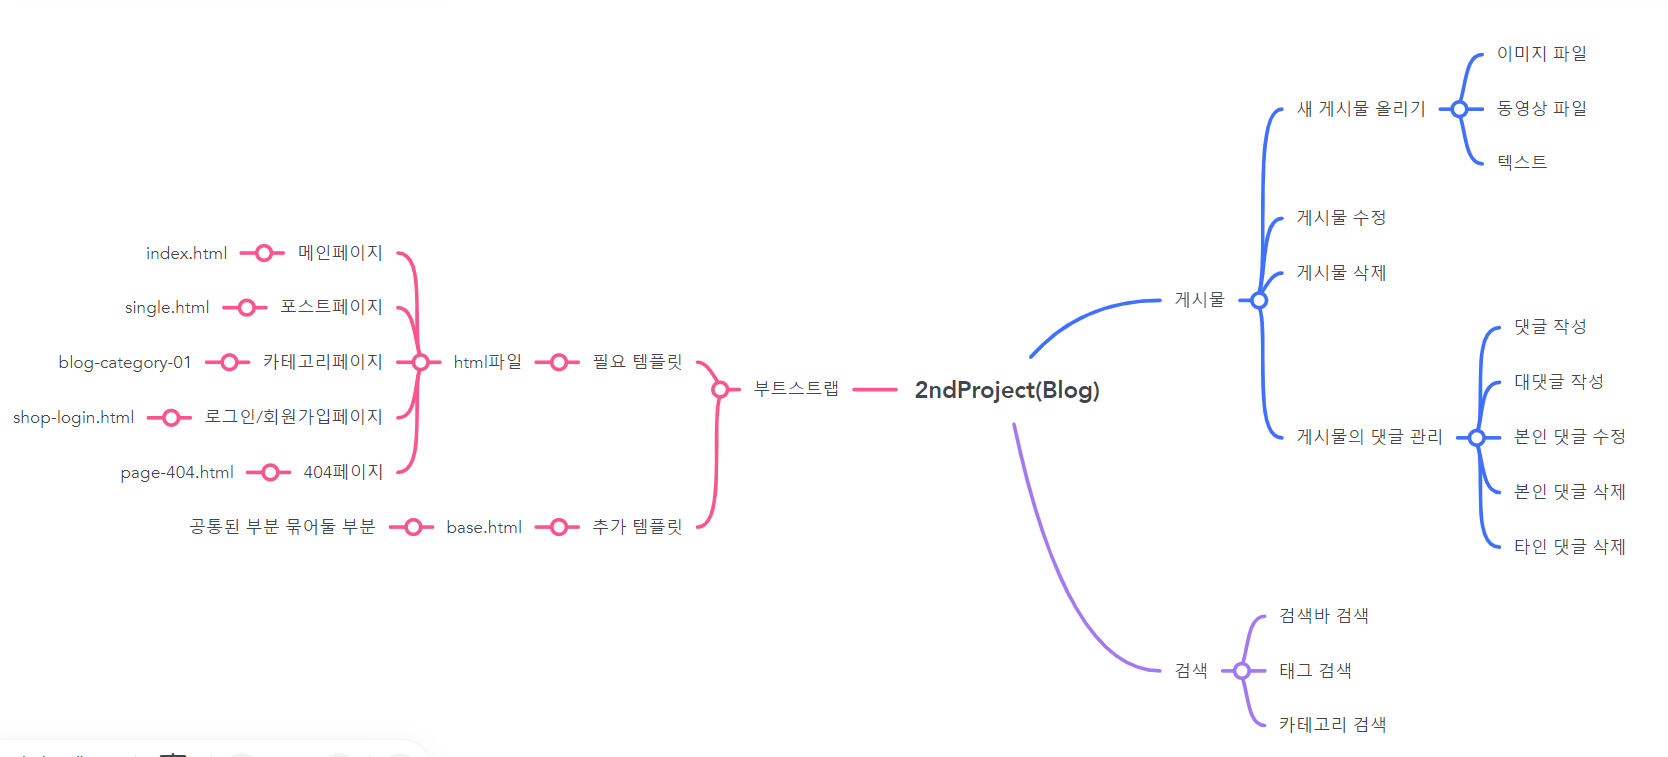 2ndProject(Blog)
부트스트랩
필요 템플릿
html파일
메인페이지
index.html
포스트페이지
single.html
카테고리페이지
blog-category-01
로그인/회원가입페이지
shop-login.html
404페이지
page-404.html
추가 템플릿
base.html
공통된 부분 묶어둘 부분
게시물
새 게시물 올리기
이미지 파일
동영상 파일
텍스트
게시물 수정
게시물 삭제
게시물의 댓글 관리
댓글 작성
대댓글 작성
본인 댓글 수정
본인 댓글 삭제
타인 댓글 삭제
검색
검색바 검색
태그 검색
카테고리 검색